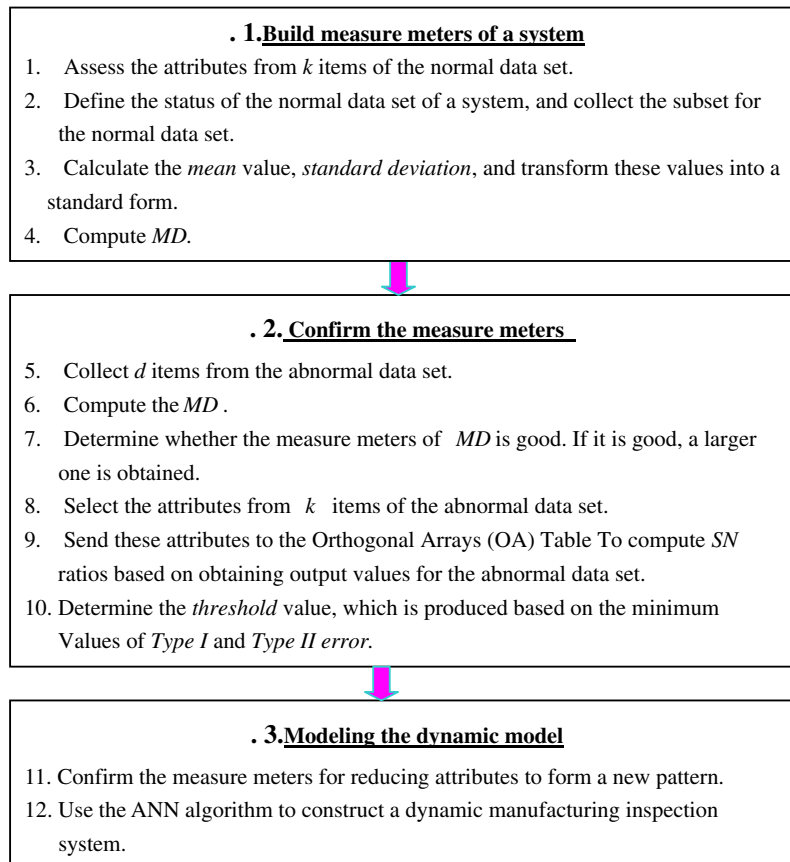 . 1.Build measure meters of a system
1. Assess the attributes from k items of the normal data set.
2. Define the status of the normal data set of a system, and collect the subset for
the normal data set.
3. Calculate the mean value, standard deviation, and transform these values into a
standard form.
4. Compute MD.
. 2. Confirm the measure meters
5. Collect d items from the abnormal data set.
6. Compute the MD .
7. Determine whether the measure meters of MD is good. If it is good, a larger
one is obtained.
8. Select the attributes from k items of the abnormal data set.
9. Send these attributes to the Orthogonal Arrays (OA) Table To compute SN
ratios based on obtaining output values for the abnormal data set.
10. Determine the threshold value, which is produced based on the minimum
Values of Type I and Type II error.
. 3.Modeling the dynamic model
11. Confirm the measure meters for reducing attributes to form a new pattern.
12. Use the ANN algorithm to construct a dynamic manufacturing inspection
system.